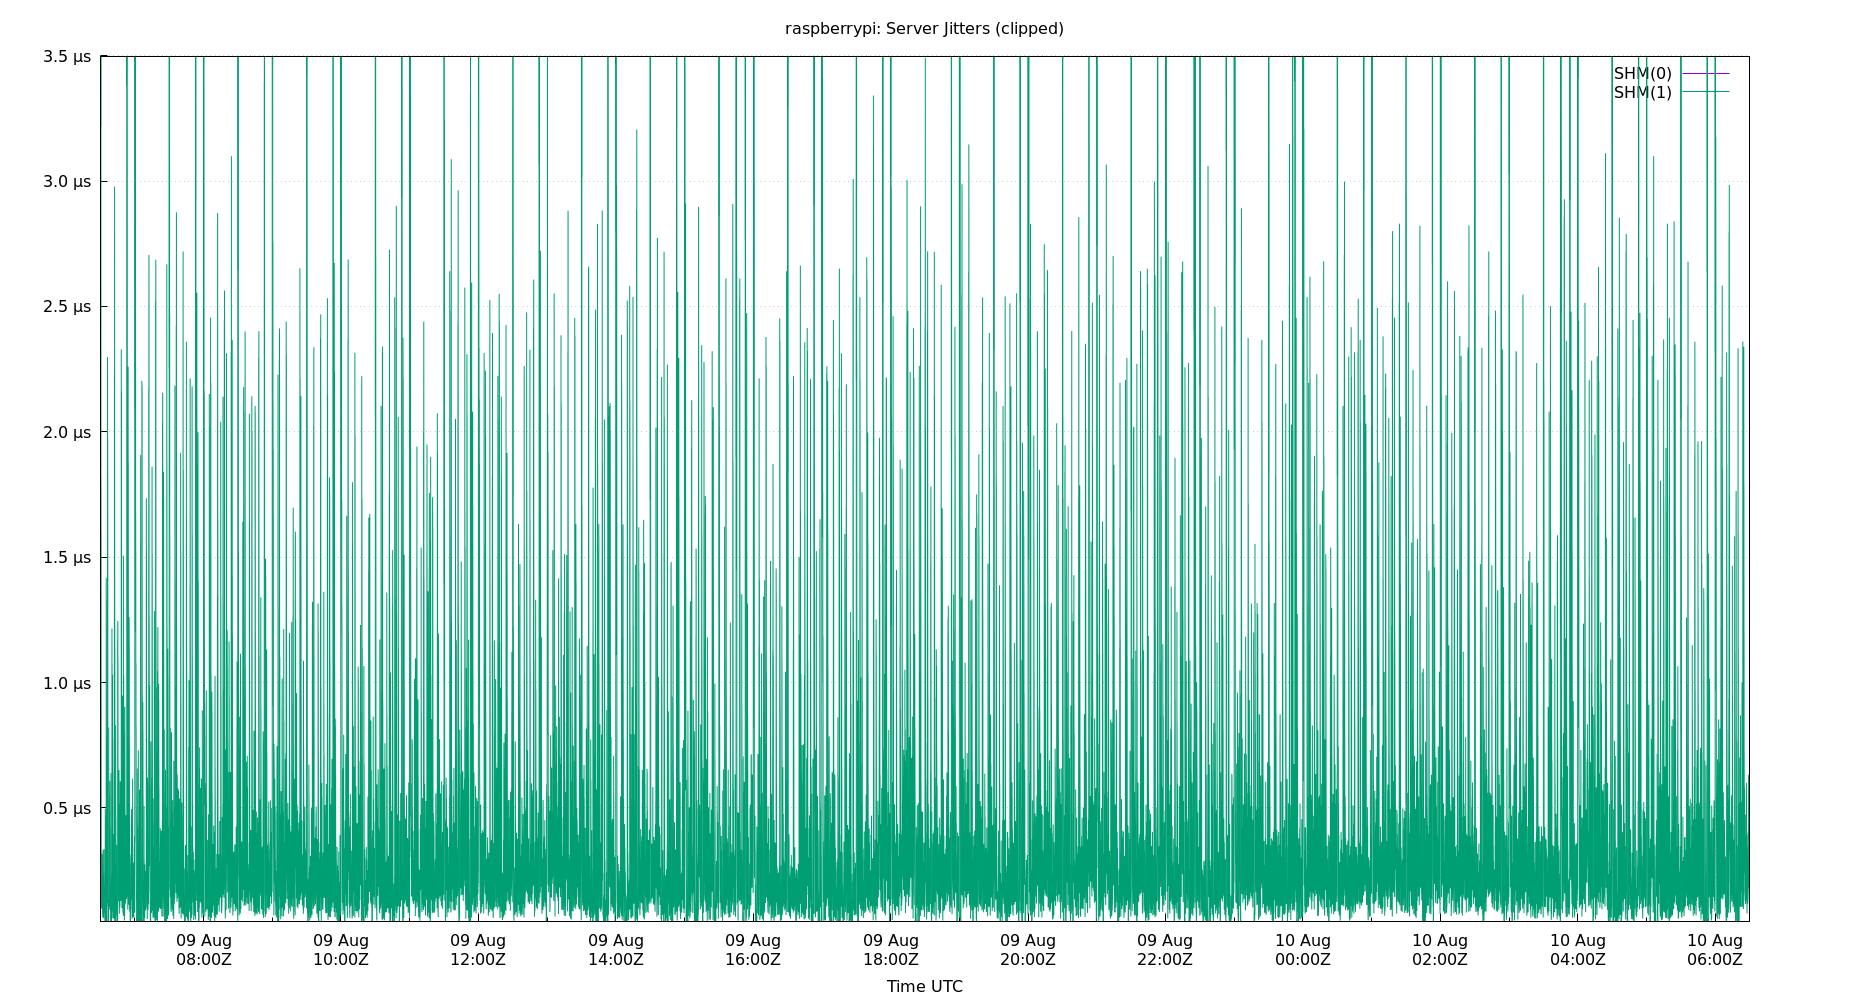 raspberrypi: Server Jitters (clipped)
3.5 µs
3.0 µs
2.5 µs
2.0 µs
1.5 µs
1.0 µs
0.5 µs
SHM(0)
SHM(1)
09 Aug 09 Aug 09 Aug 09 Aug 09 Aug 09 Aug 09 Aug 09 Aug 10 Aug 10 Aug 10 Aug 10 Aug
08:00Z 10:00Z 12:00Z 14:00Z 16:00Z 18:00Z 20:00Z 22:00Z 00:00Z 02:00Z 04:00Z 06:00Z
Time UTC